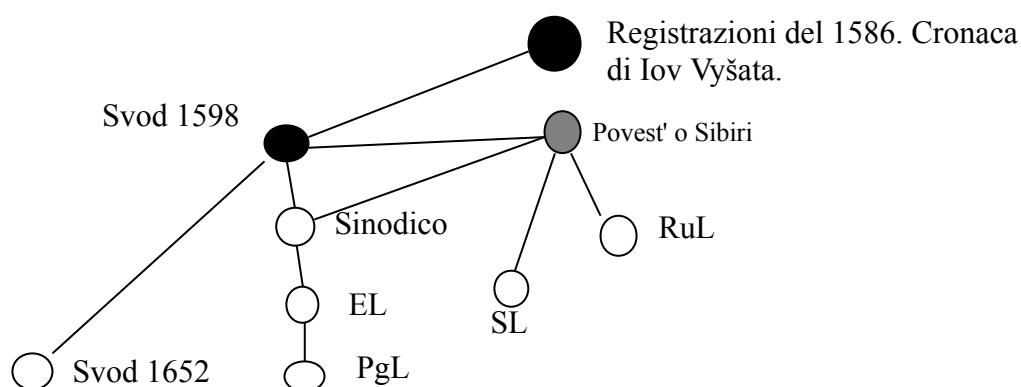 Registrazioni del 1586. Cronaca
di Iov Vyšata.
Svod 1598
Povest' o Sibiri
Sinodico
RuL
EL
SL
Svod 1652
PgL